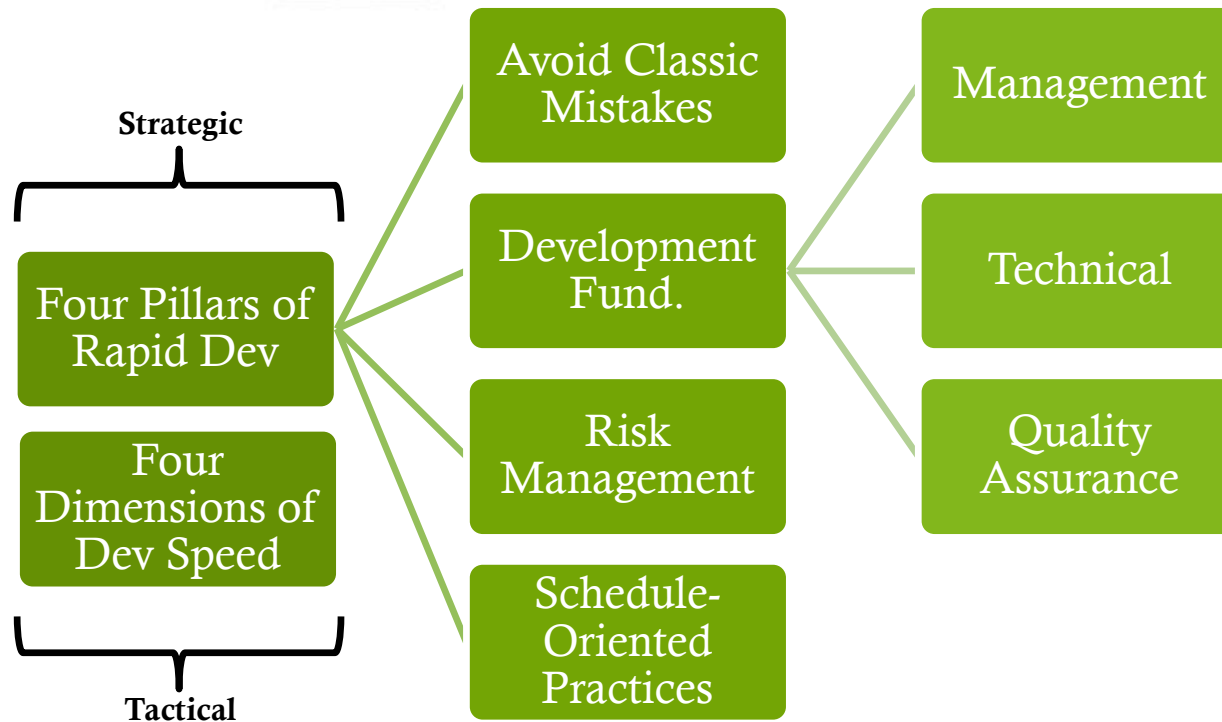 Strategic
Four Pillars of
Rapid Dev
Four
Dimensions of
Dev Speed
Tactical
Avoid Classic
Mistakes
Development
Fund.
Risk
Management
Schedule-
Oriented
Practices
Management
Technical
Quality
Assurance